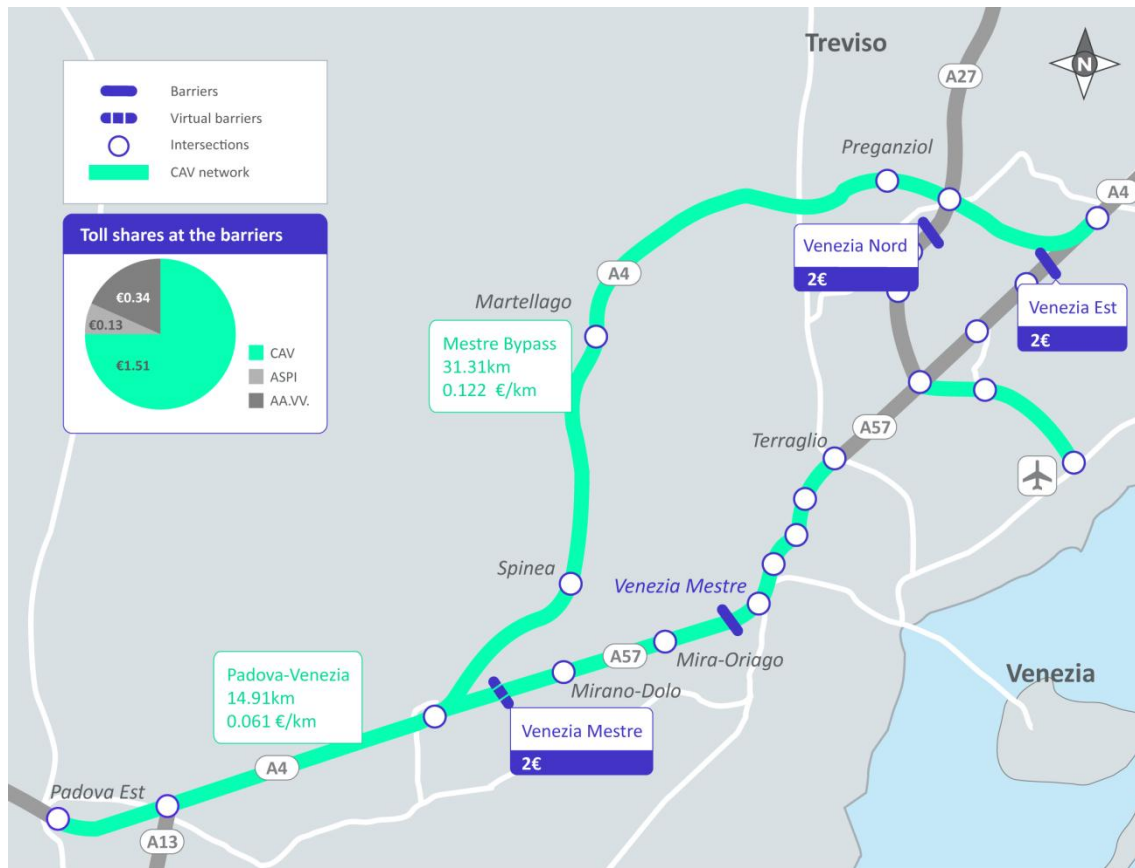 Barriers
Virtual barriers
Intersections
CAV network
Toll shares at the barriers
€0.34
€0.13
€1.51
CAV
ASPI
AA.VV.
Treviso
N
A27
Preganziol
A4
Venezia Nord
2€
Venezia Est
2€
A4
Martellago
Mestre Bypass
31.31km
0.122 €/km
A57
Terraglio
Spinea
Venezia Mestre
A57
Mira-Oriago
Mirano-Dolo
Venezia
Padova-Venezia
14.91km
0.061 €/km
Venezia Mestre
2€
A4
Padova Est
A13